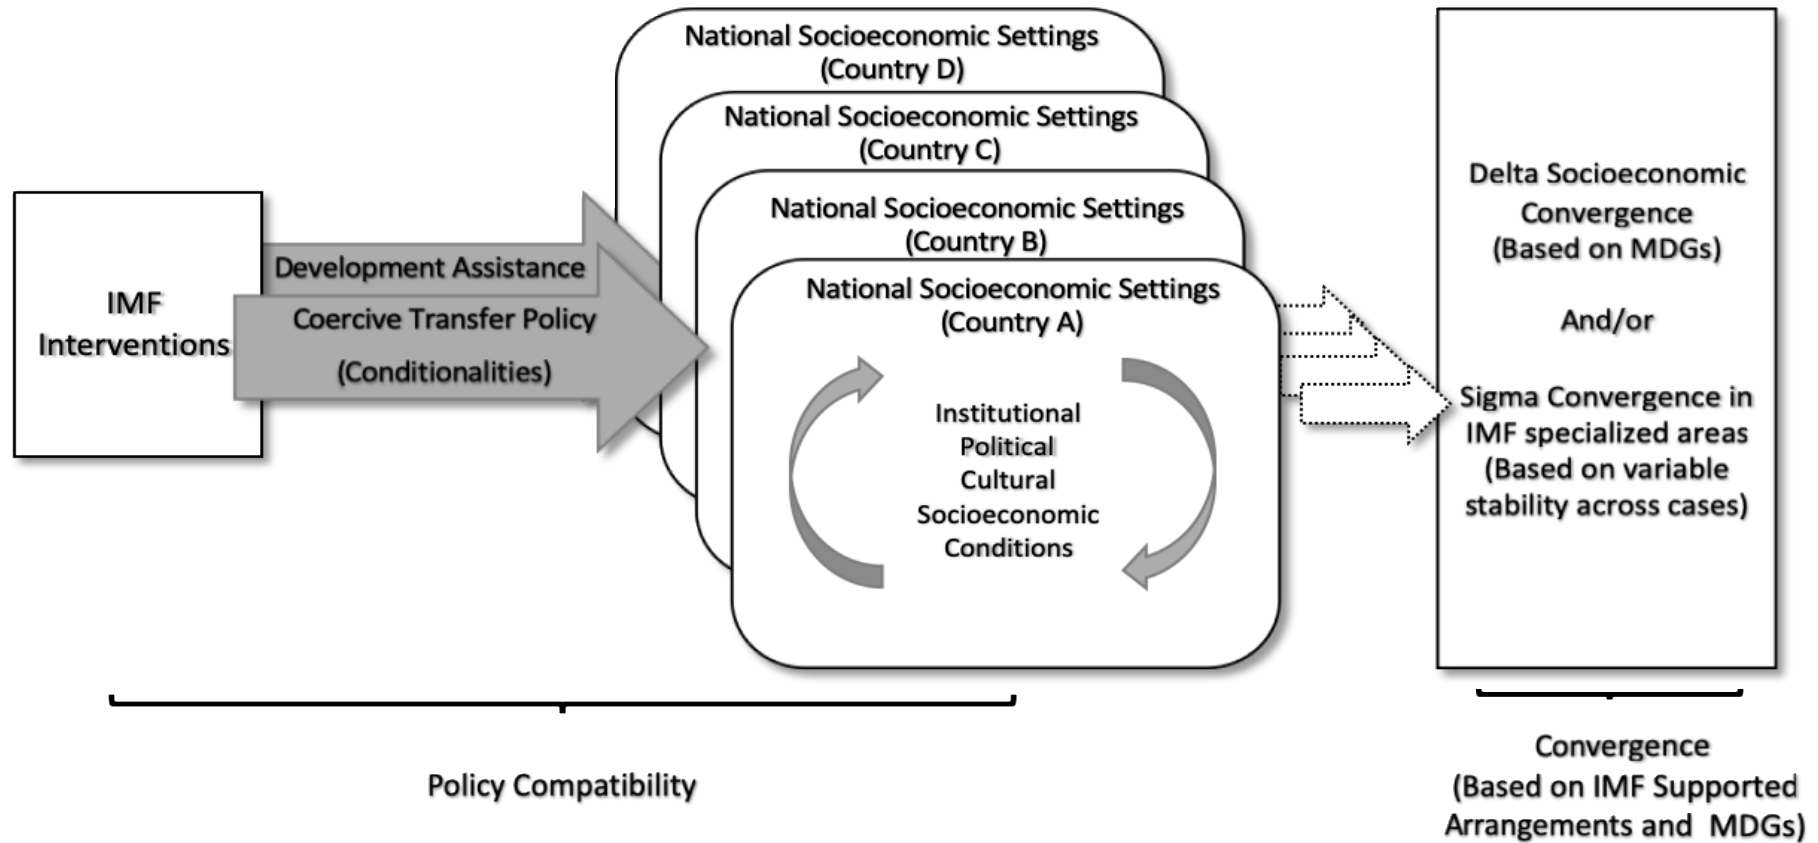 IMF
Interventions
Development Assistance
Coercive Transfer Policy
(Conditionalities)
National Socioeconomic Settings
(Country D)
National Socioeconomic Settings
(Country C)
National Socioeconomic Settings
(Country B)
National Socioeconomic Settings
(Country A)
Institutional
Political
Cultural
Socioeconomic
Conditions
Delta Socioeconomic
Convergence
(Based on MDGs)
And/or
Sigma Convergence in
IMF specialized areas
(Based on variable
stability across cases)
Policy Compatibility
Convergence
(Based on IMF Supported
Arrangements and MDGs)